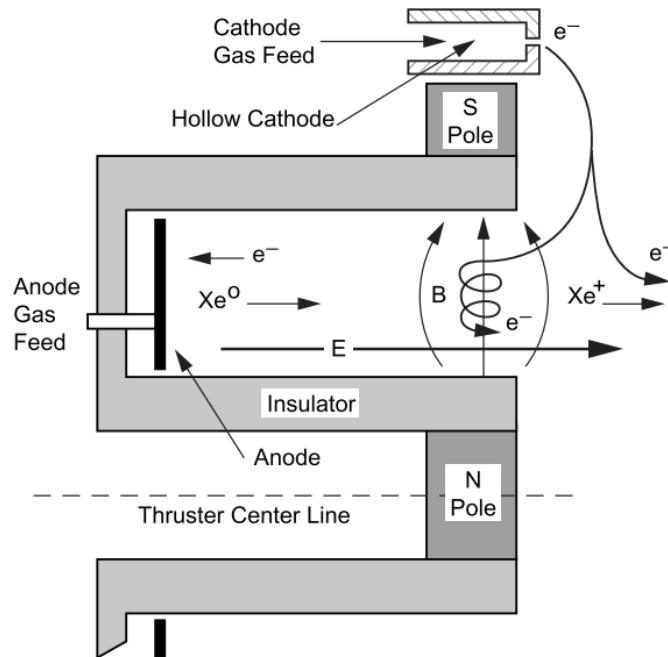 Cathode
Gas Feed
e⁻
Hollow Cathode
S
Pole
e⁻
Xe⁰
Anode
Gas
Feed
B
e⁻
Xe⁺
e⁻
E
Insulator
Anode
N
Pole
Thruster Center Line